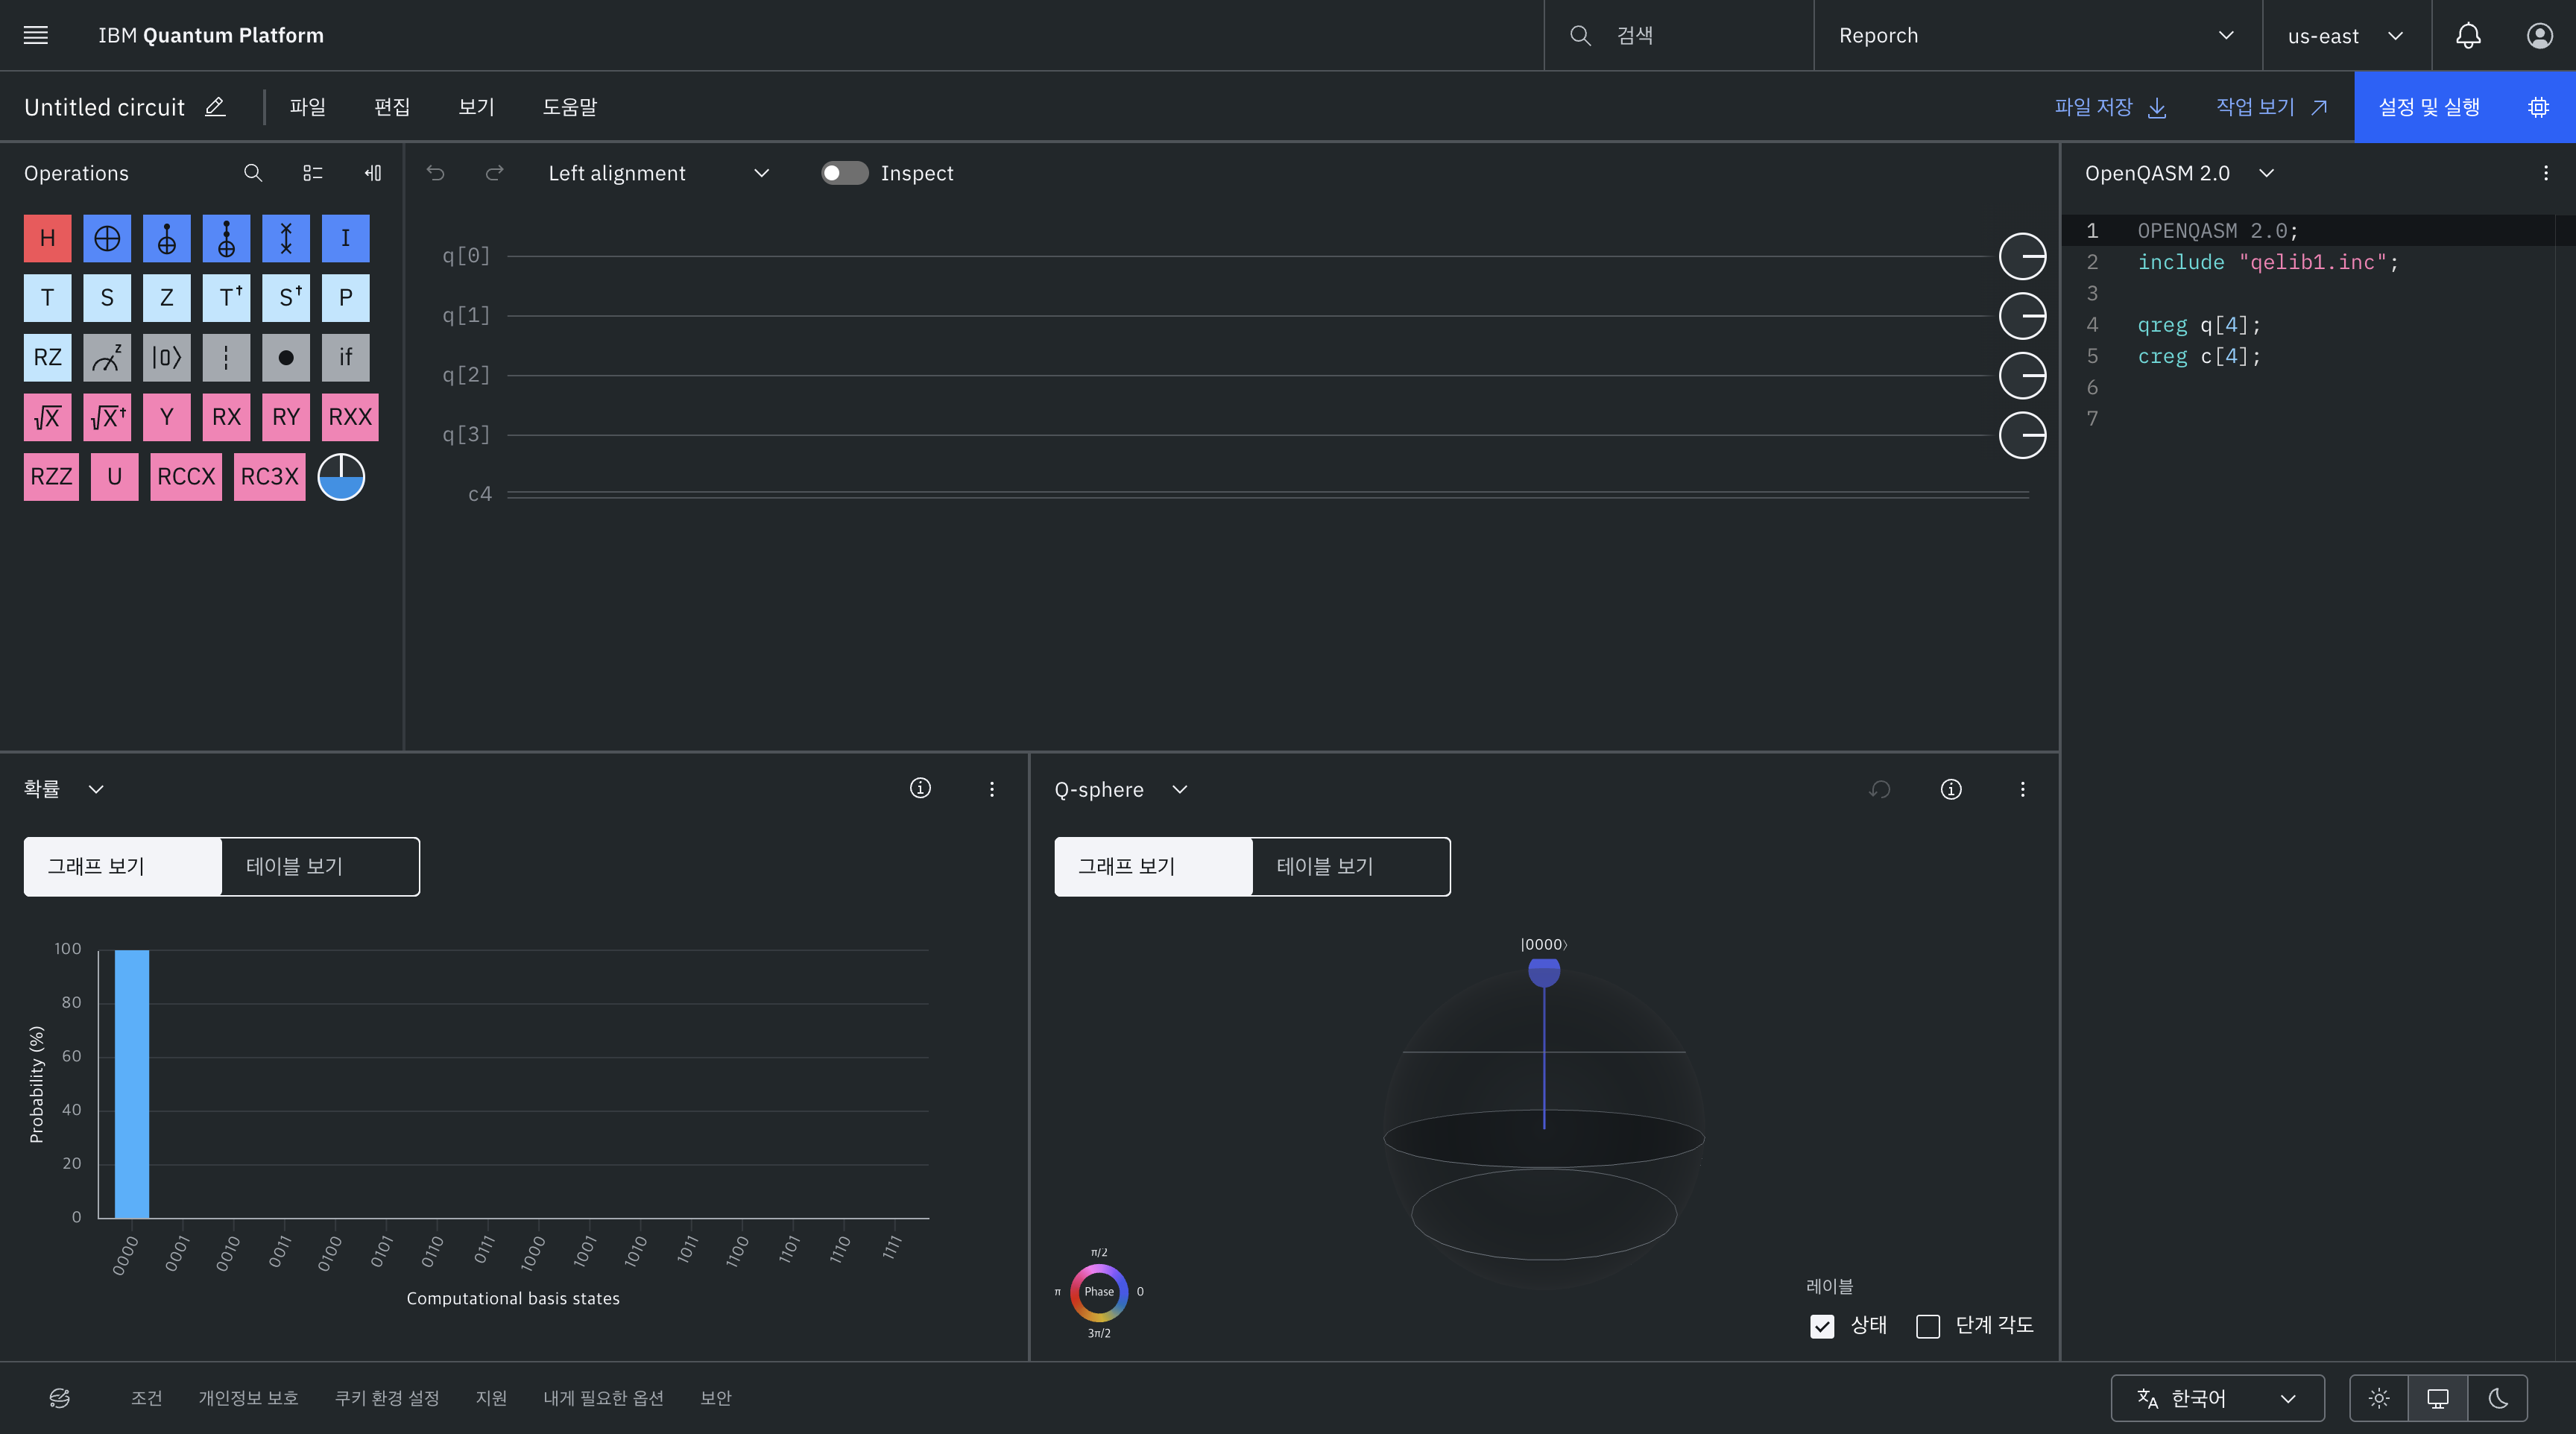 IBM Quantum Platform 검색 Reporch us-east
Untitled circuit 파일 편집 보기 도움말 파일 저장 작업 보기 설정 및 실행
Operations Left alignment Inspect OpenQASM 2.0
H I
T S Z T† S† P
RZ z |0⟩ if
√X √X† Y RX RY RXX
RZZ U RCCX RC3X
q[0]
q[1]
q[2]
q[3]
c4
1 OPENQASM 2.0;
2 include "qelib1.inc";
3
4 qreg q[4];
5 creg c[4];
6
7
확률
그래프 보기 테이블 보기
Probability (%)
100
80
60
40
20
0
0000 0001 0010 0011 0100 0101 0110 0111 1000 1001 1010 1011 1100 1101 1110 1111
Computational basis states
Q-sphere
그래프 보기 테이블 보기
|0000⟩
π/2
π Phase 0
3π/2
레이블
상태 단계 각도
조건 개인정보 보호 쿠키 환경 설정 지원 내게 필요한 옵션 보안 한국어